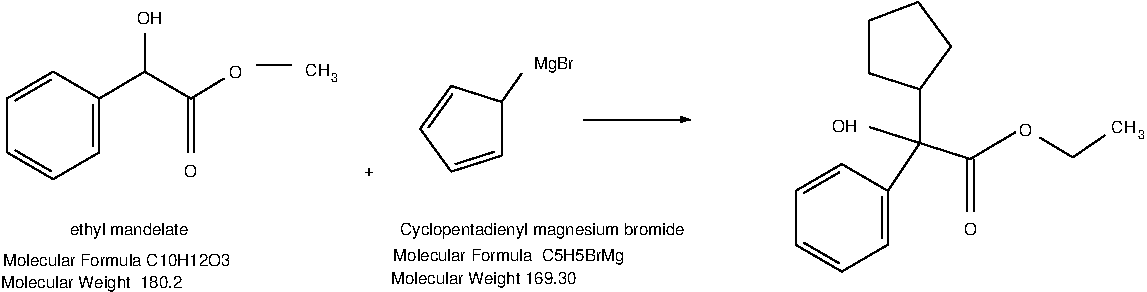 OH
O
CH3
O
ethyl mandelate
Molecular Formula C10H12O3
Molecular Weight 180.2
+
MgBr
Cyclopentadienyl magnesium bromide
Molecular Formula C5H5BrMg
Molecular Weight 169.30
OH
O
CH3
O